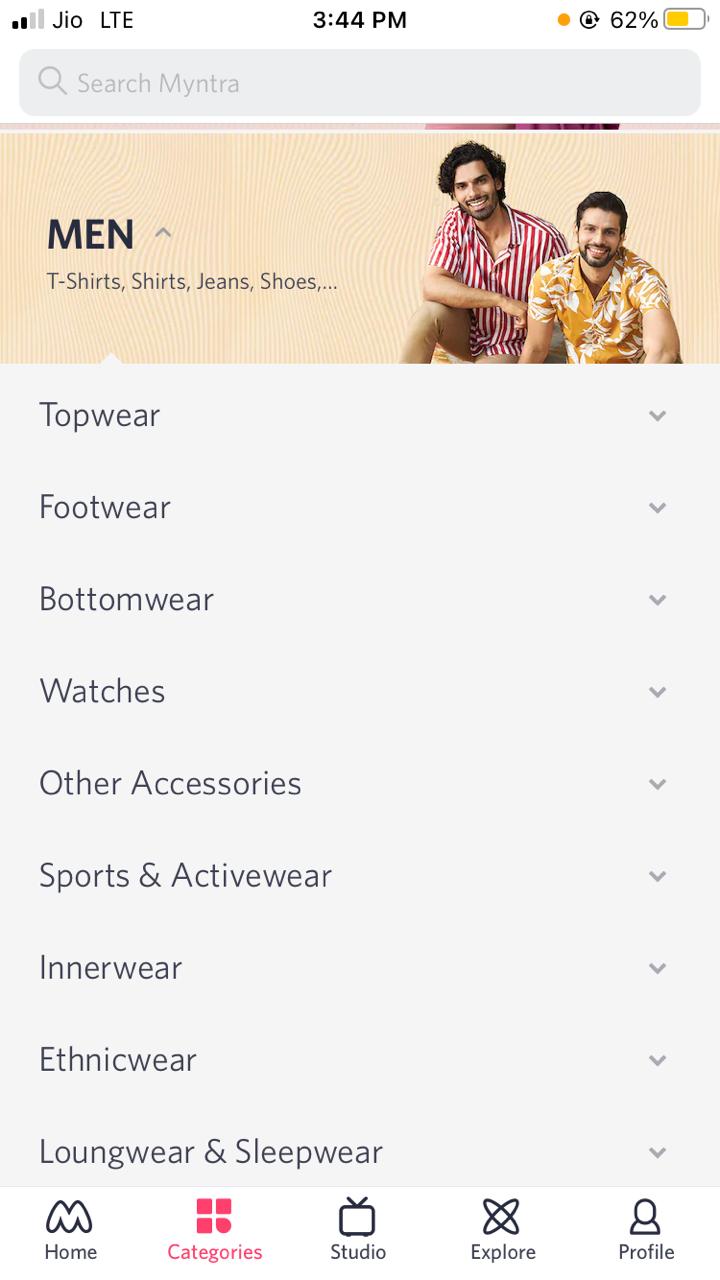 Jio LTE 3:44 PM 62%
Search Myntra
MEN
T-Shirts, Shirts, Jeans, Shoes,...
Topwear
Footwear
Bottomwear
Watches
Other Accessories
Sports & Activewear
Innerwear
Ethnicwear
Loungwear & Sleepwear
Home Categories Studio Explore Profile